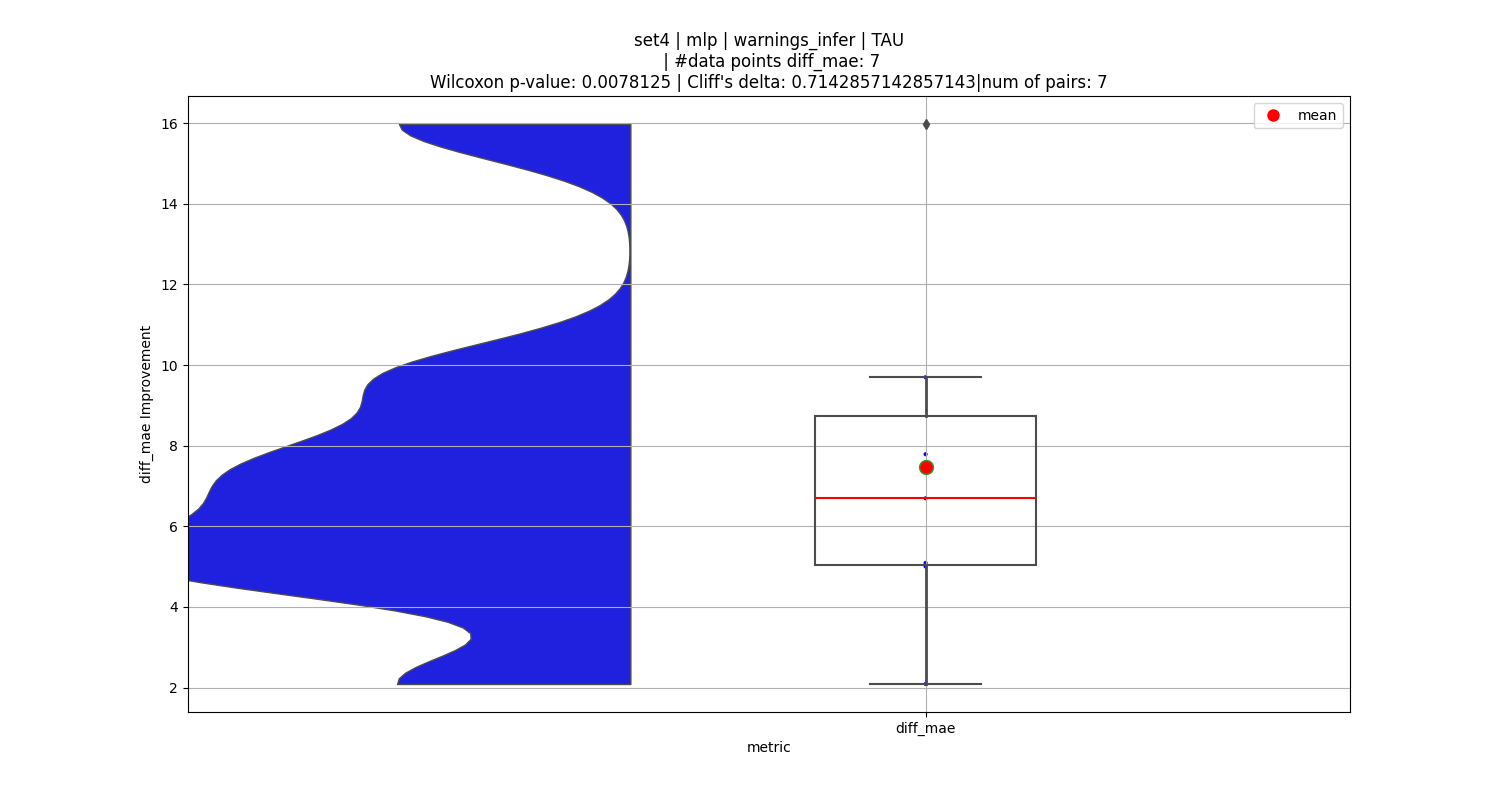 set4 | mlp | warnings_infer | TAU
| #data points diff_mae: 7
Wilcoxon p-value: 0.0078125 | Cliff's delta: 0.7142857142857143|num of pairs: 7
mean
16
14
12
10
8
6
4
2
diff_mae Improvement
diff_mae
metric